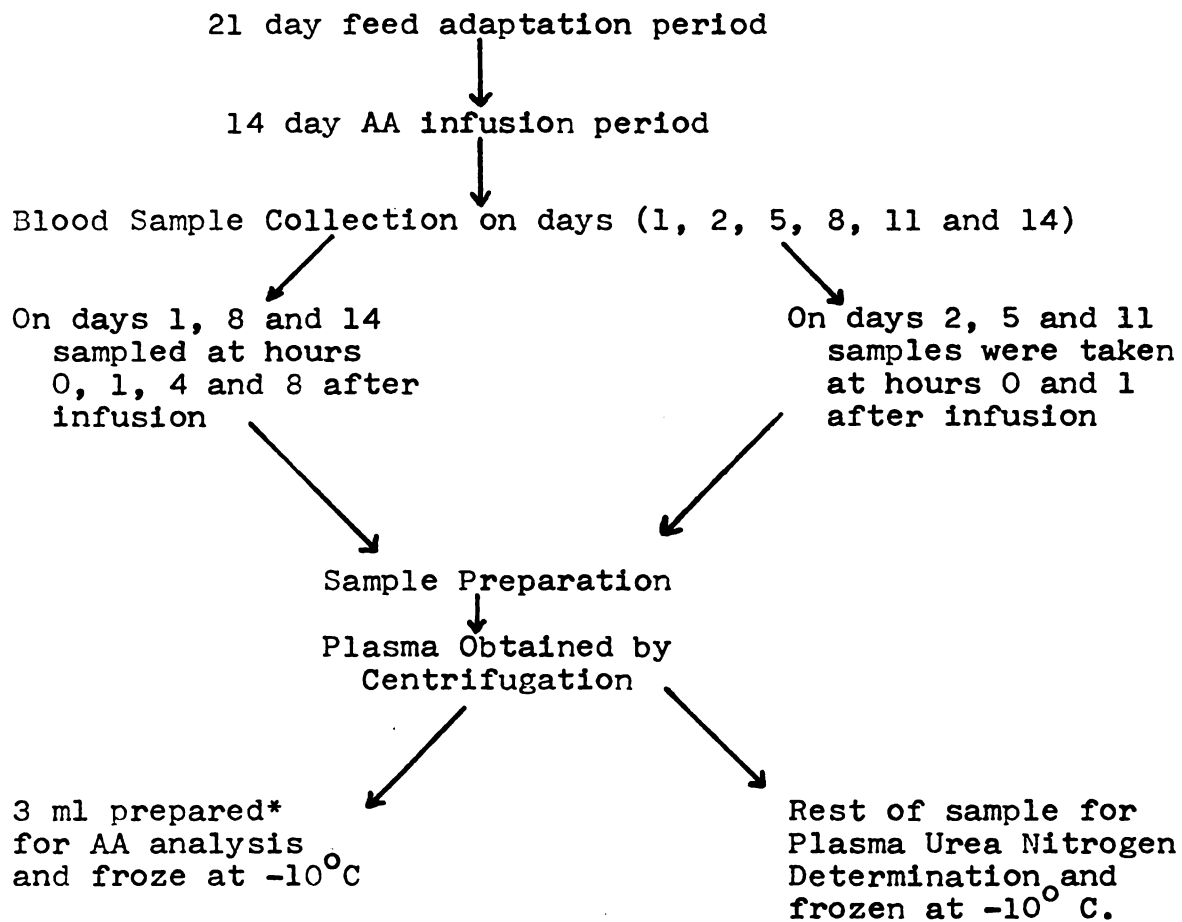 21 day feed adaptation period
14 day AA infusion period
Blood Sample Collection on days (1, 2, 5, 8, 11 and 14)
On days 1, 8 and 14
sampled at hours
0, 1, 4 and 8 after
infusion
On days 2, 5 and 11
samples were taken
at hours 0 and 1
after infusion
Sample Preparation
Plasma Obtained by
Centrifugation
3 ml prepared*
for AA analysis
and froze at -10°C
Rest of sample for
Plasma Urea Nitrogen
Determination and
frozen at -10° C.